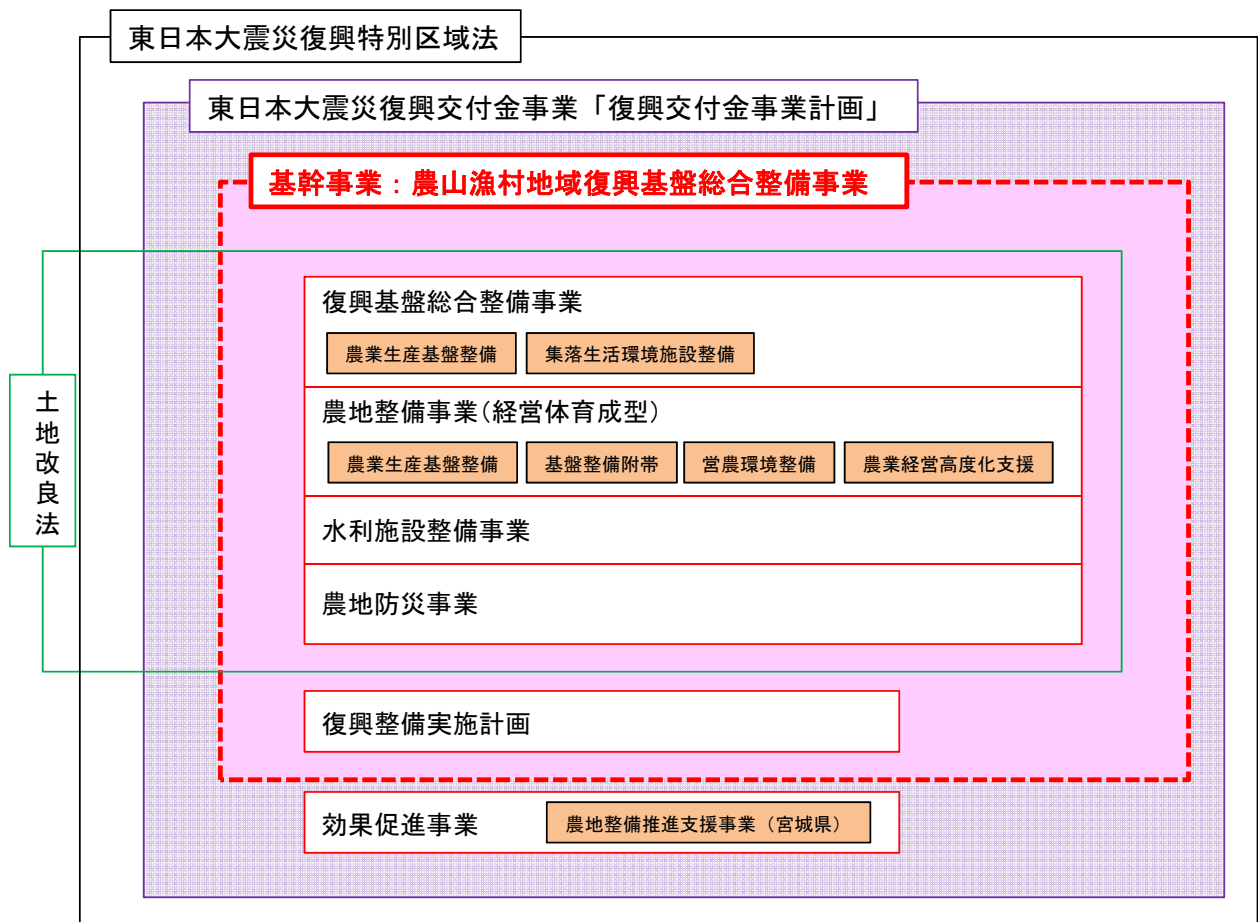 東日本大震災復興特別区域法
東日本大震災復興交付金事業「復興交付金事業計画」
基幹事業：農山漁村地域復興基盤総合整備事業
復興基盤総合整備事業
農業生産基盤整備
集落生活環境施設整備
農地整備事業(経営体育成型)
農業生産基盤整備
基盤整備附帯
営農環境整備
農業経営高度化支援
土地改良法
水利施設整備事業
農地防災事業
復興整備実施計画
効果促進事業
農地整備推進支援事業（宮城県）